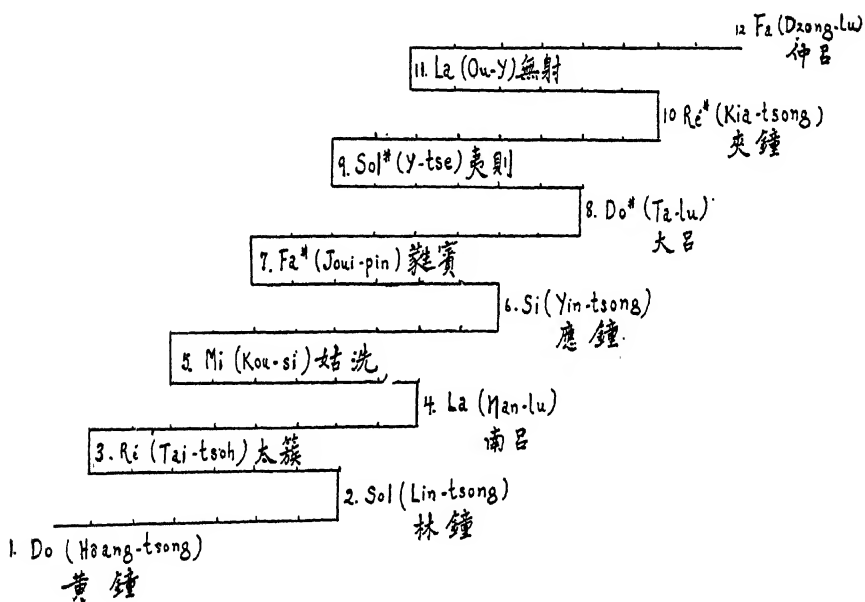 12 Fa (Dzong-lu)
仲呂
11. La (Ou-Y) 無射
10 Ré# (Kia-tsong)
夾鐘
9. Sol# (Y-tse) 夷則
8. Do# (Ta-lu)
大呂
7. Fa# (Joui-pin) 蕤賓
6. Si (Yin-tsong)
應鐘.
5. Mi (Kou-si) 姑洗
4. La (Nan-lu)
南呂
3. Ré (Tai-tsoh) 太簇
2. Sol (Lin-tsong)
林鐘
1. Do (Hoang-tsong)
黃鐘